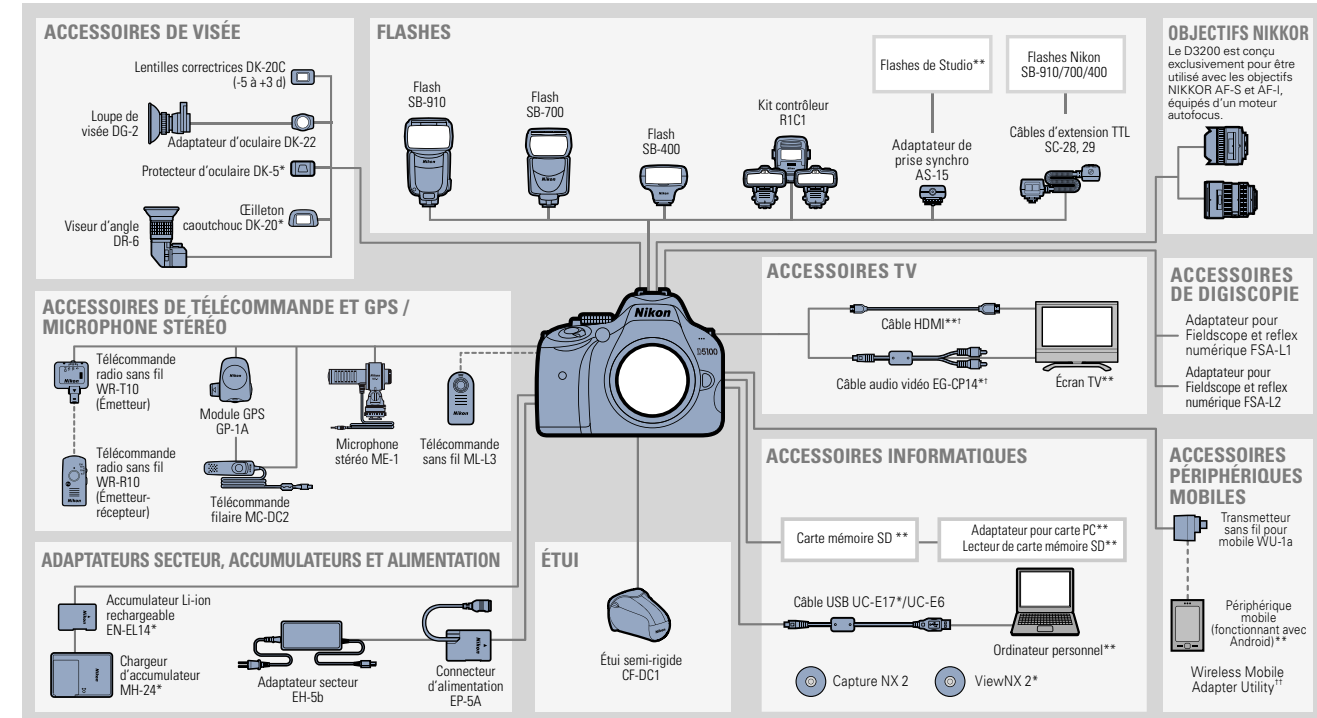 ACCESSOIRES DE VISÉE
Lentilles correctrices DK-20C
(-5 à +3 d)
Loupe de
visée DG-2
Adaptateur d'oculaire DK-22
Protecteur d'oculaire DK-5*
Œilleton
caoutchouc DK-20*
Viseur d'angle
DR-6
FLASHES
Flash
SB-910
Flash
SB-700
Flash
SB-400
Kit contrôleur
R1C1
Flashes de Studio**
Adaptateur de
prise synchro
AS-15
Flashes Nikon
SB-910/700/400
Câbles d'extension TTL
SC-28, 29
OBJECTIFS NIKKOR
Le D3200 est conçu
exclusivement pour être
utilisé avec les objectifs
NIKKOR AF-S et AF-I,
équipés d'un moteur
autofocus.
ACCESSOIRES DE TÉLÉCOMMANDE ET GPS /
MICROPHONE STÉRÉO
Télécommande
radio sans fil
WR-T10
(Émetteur)
Télécommande
radio sans fil
WR-R10
(Émetteur-
récepteur)
Module GPS
GP-1A
Télécommande
filaire MC-DC2
Microphone
stéréo ME-1
Télécommande
sans fil ML-L3
Nikon
D5100
ACCESSOIRES TV
Câble HDMI**†
Câble audio vidéo EG-CP14*†
Écran TV**
ACCESSOIRES
DE DIGISCOPIE
Adaptateur pour
Fieldscope et reflex
numérique FSA-L1
Adaptateur pour
Fieldscope et reflex
numérique FSA-L2
ADAPTATEURS SECTEUR, ACCUMULATEURS ET ALIMENTATION
Accumulateur Li-ion
rechargeable
EN-EL14*
Chargeur
d'accumulateur
MH-24*
Adaptateur secteur
EH-5b
Connecteur
d'alimentation
EP-5A
ÉTUI
Étui semi-rigide
CF-DC1
ACCESSOIRES INFORMATIQUES
Carte mémoire SD **
Adaptateur pour carte PC**
Lecteur de carte mémoire SD**
Câble USB UC-E17*/UC-E6
Ordinateur personnel**
Capture NX 2
ViewNX 2*
ACCESSOIRES
PÉRIPHÉRIQUES
MOBILES
Transmetteur
sans fil pour
mobile WU-1a
Périphérique
mobile
(fonctionnant avec
Android)**
Wireless Mobile
Adapter Utility††